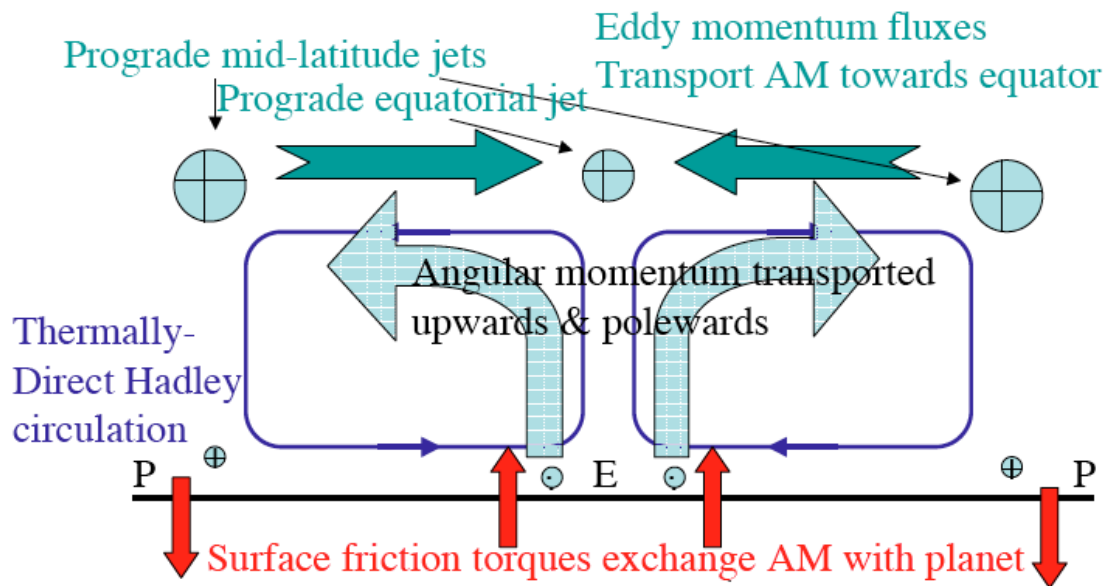 Prograde mid-latitude jets
Prograde equatorial jet
Eddy momentum fluxes
Transport AM towards equator
Angular momentum transported
upwards & polewards
Thermally-
Direct Hadley
circulation
P
E
P
Surface friction torques exchange AM with planet